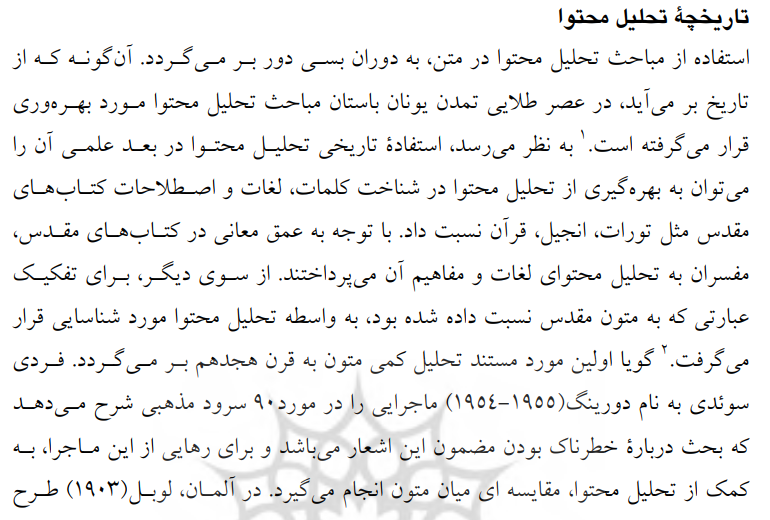 تاریخچهٔ تحلیل محتوا
استفاده از مباحث تحلیل محتوا در متن، به دوران بسی دور بر می‌گردد. آن‌گونه که از
تاریخ بر می‌آید، در عصر طلایی تمدن یونان باستان مباحث تحلیل محتوا مورد بهره‌وری
قرار می‌گرفته است.۱ به نظر می‌رسد، استفادهٔ تاریخی تحلیل محتوا در بعد علمی آن را
می‌توان به بهره‌گیری از تحلیل محتوا در شناخت کلمات، لغات و اصطلاحات کتاب‌های
مقدس مثل تورات، انجیل، قرآن نسبت داد. با توجه به عمق معانی در کتاب‌های مقدس،
مفسران به تحلیل محتوای لغات و مفاهیم آن می‌پرداختند. از سوی دیگر، برای تفکیک
عبارتی که به متون مقدس نسبت داده شده بود، به واسطه تحلیل محتوا مورد شناسایی قرار
می‌گرفت.۲ گویا اولین مورد مستند تحلیل کمی متون به قرن هجدهم بر می‌گردد. فردی
سوئدی به نام دورینگ(۱۹۵۵-۱۹۵٤) ماجرایی را در مورد۹۰ سرود مذهبی شرح می‌دهد
که بحث دربارهٔ خطرناک بودن مضمون این اشعار می‌باشد و برای رهایی از این ماجرا، به
کمک از تحلیل محتوا، مقایسه ای میان متون انجام می‌گیرد. در آلمان، لوبل(۱۹۰۳) طرح